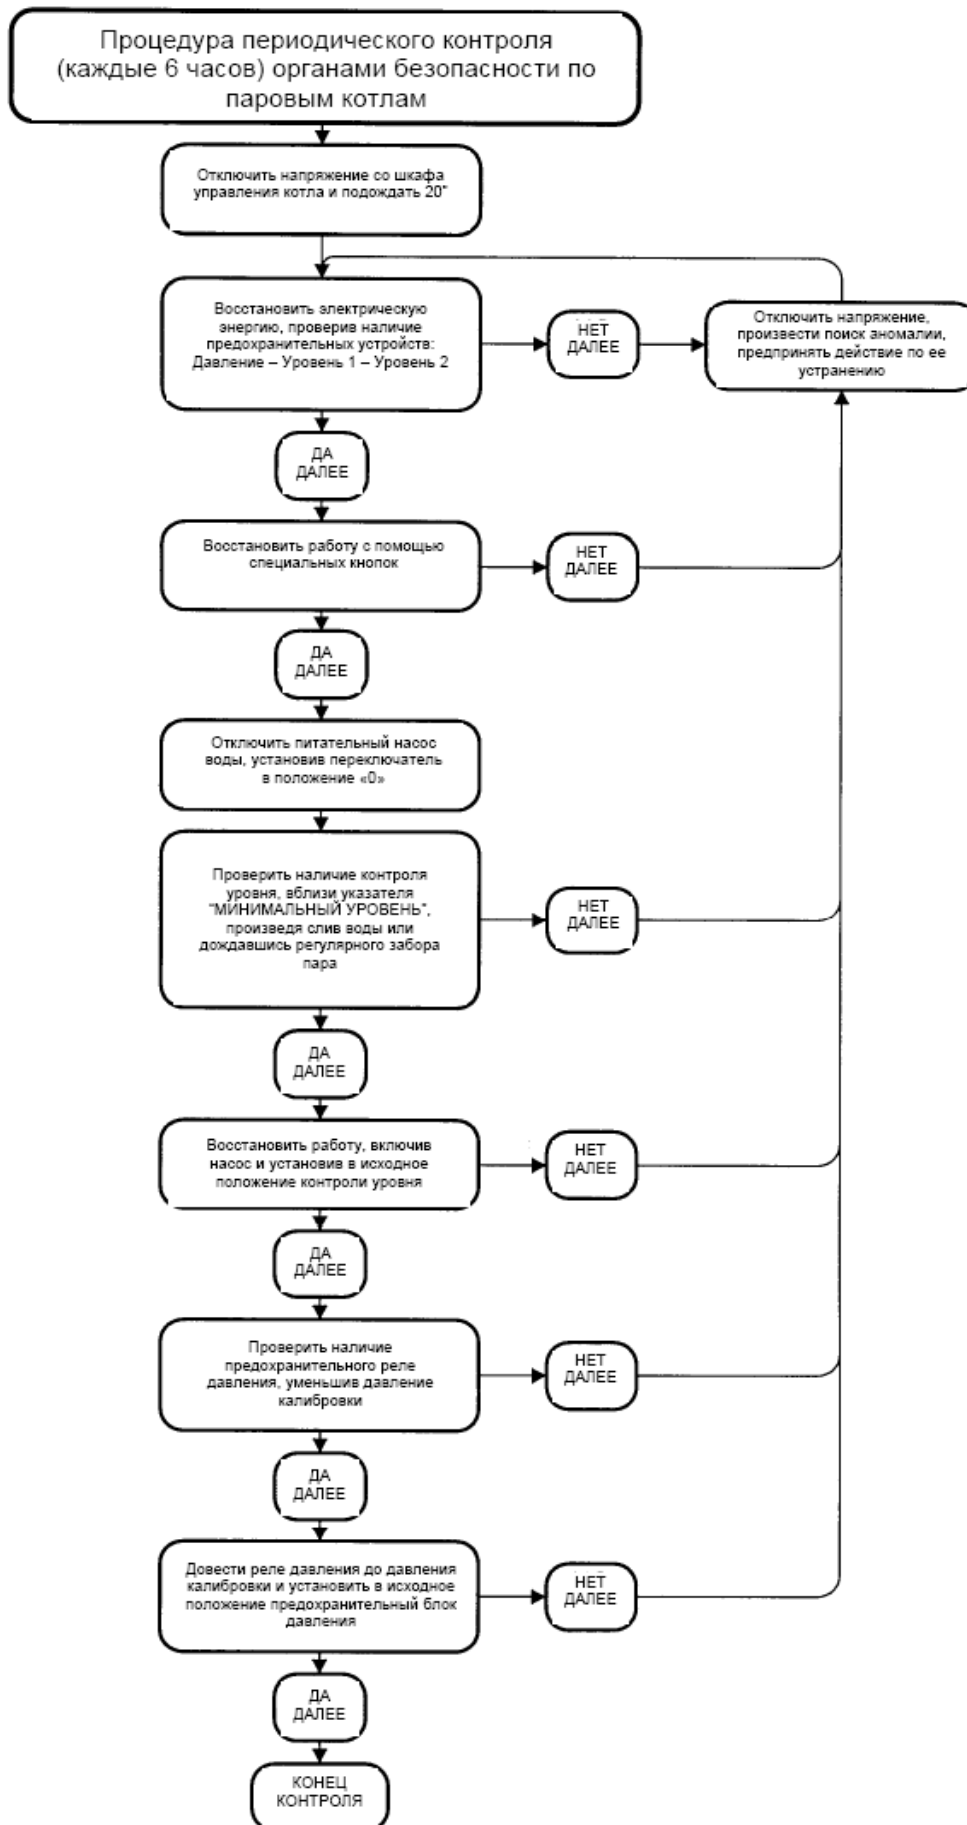 Процедура периодического контроля
(каждые 6 часов) органами безопасности по
паровым котлам
Отключить напряжение со шкафа
управления котла и подождать 20"
Восстановить электрическую
энергию, проверив наличие
предохранительных устройств:
Давление – Уровень 1 – Уровень 2
НЕТ
ДАЛЕЕ
Отключить напряжение,
произвести поиск аномалии,
предпринять действие по ее
устранению
ДА
ДАЛЕЕ
Восстановить работу с помощью
специальных кнопок
НЕТ
ДАЛЕЕ
ДА
ДАЛЕЕ
Отключить питательный насос
воды, установив переключатель
в положение «0»
Проверить наличие контроля
уровня, вблизи указателя
"МИНИМАЛЬНЫЙ УРОВЕНЬ",
произведя слив воды или
дождавшись регулярного забора
пара
НЕТ
ДАЛЕЕ
ДА
ДАЛЕЕ
Восстановить работу, включив
насос и установив в исходное
положение контроли уровня
НЕТ
ДАЛЕЕ
ДА
ДАЛЕЕ
Проверить наличие
предохранительного реле
давления, уменьшив давление
калибровки
НЕТ
ДАЛЕЕ
ДА
ДАЛЕЕ
Довести реле давления до давления
калибровки и установить в исходное
положение предохранительный блок
давления
НЕТ
ДАЛЕЕ
ДА
ДАЛЕЕ
КОНЕЦ
КОНТРОЛЯ